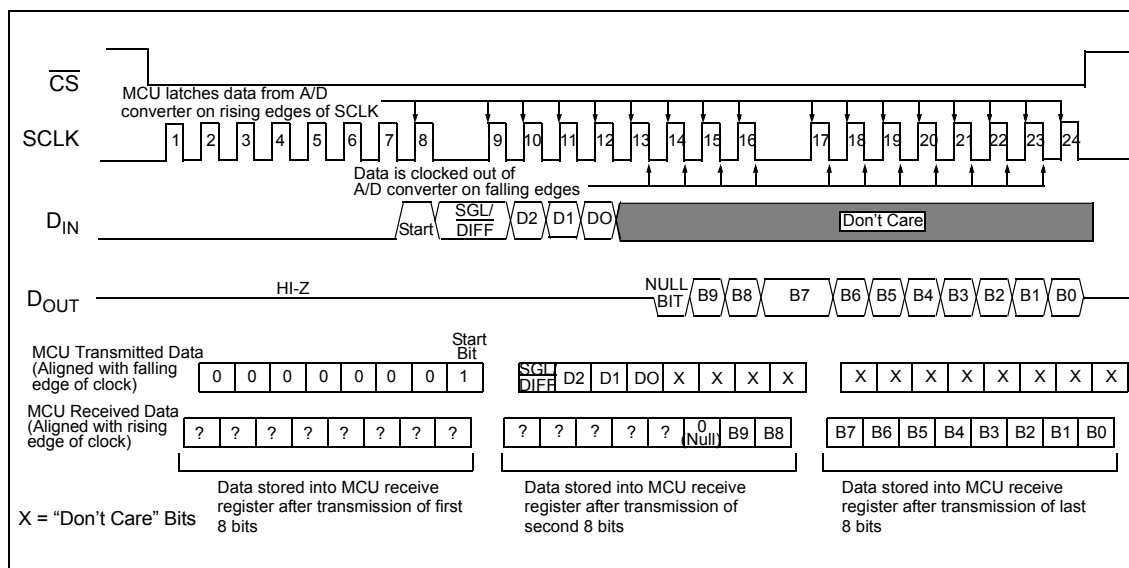 CS
MCU latches data from A/D
converter on rising edges of SCLK
SCLK
1 2 3 4 5 6 7 8 9 10 11 12 13 14 15 16 17 18 19 20 21 22 23 24
Data is clocked out of
A/D converter on falling edges
DIN
Start SGL/DIFF D2 D1 DO Don't Care
DOUT
HI-Z
NULL BIT B9 B8 B7 B6 B5 B4 B3 B2 B1 B0
Start
Bit
MCU Transmitted Data
(Aligned with falling
edge of clock)
0 0 0 0 0 0 0 1 SGL/DIFF D2 D1 DO X X X X X X X X X X X X
MCU Received Data
(Aligned with rising
edge of clock)
? ? ? ? ? ? ? ? ? ? ? ? ? 0 (Null) B9 B8 B7 B6 B5 B4 B3 B2 B1 B0
Data stored into MCU receive
register after transmission of first
8 bits
Data stored into MCU receive
register after transmission of
second 8 bits
Data stored into MCU receive
register after transmission of last
8 bits
X = “Don't Care” Bits